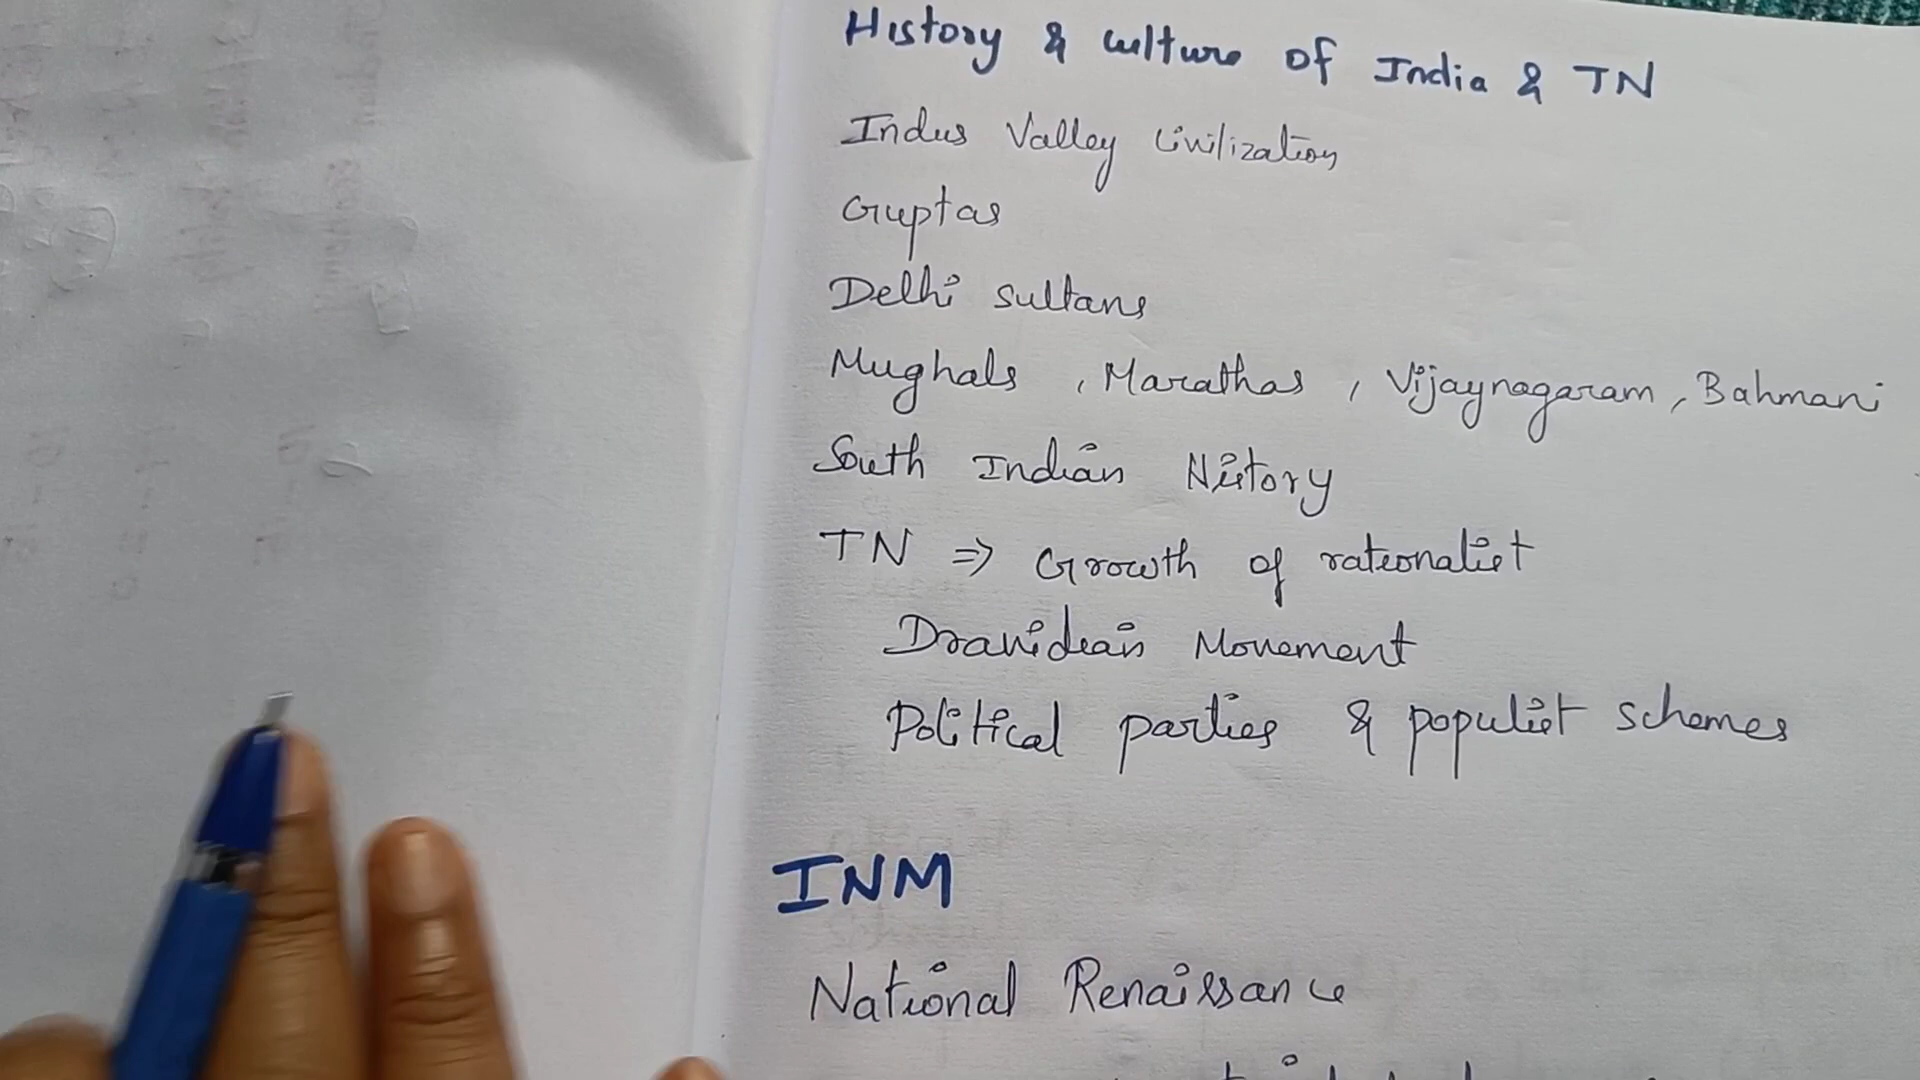 History & culture of India & TN
Indus Valley Civilization
Guptas
Delhi sultans
Mughals , Marathas , Vijaynagaram, Bahmani
South Indian History
TN => Growth of rationalist
Dravidian Movement
Political parties & populist schemes
INM
National Renaissance